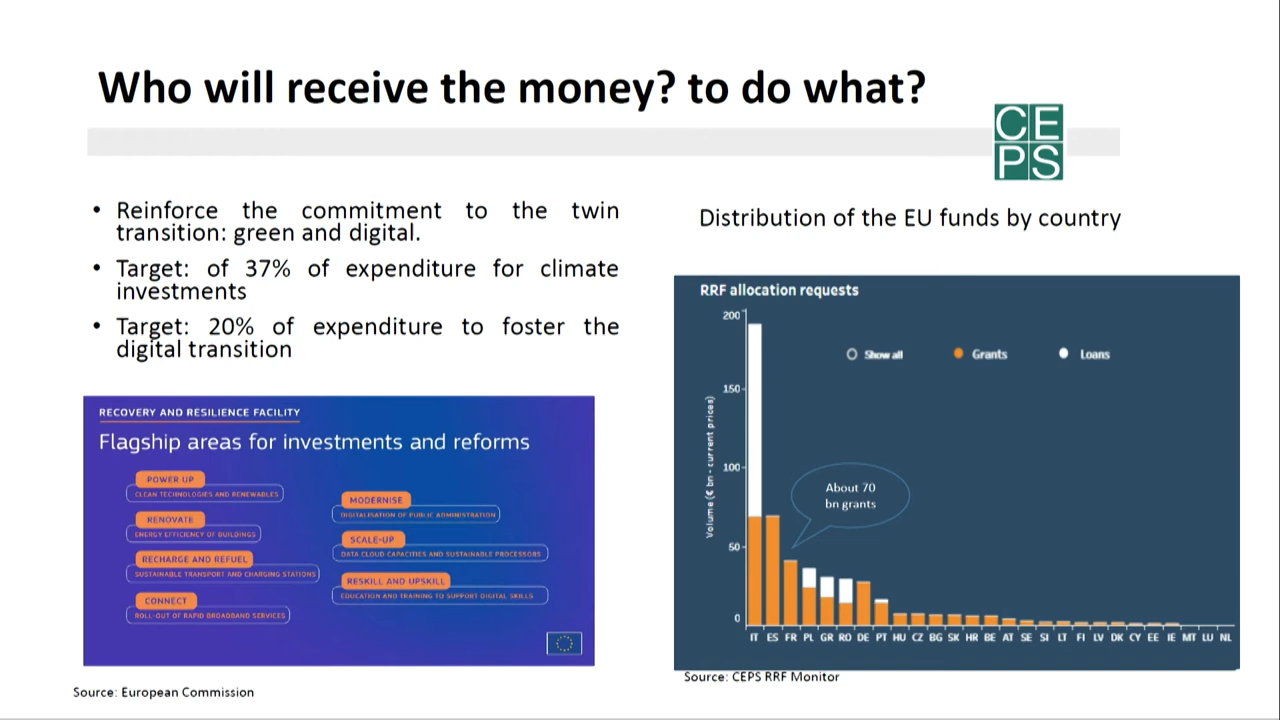 Who will receive the money? to do what?
CE
PS
• Reinforce the commitment to the twin
transition: green and digital.
• Target: of 37% of expenditure for climate
investments
• Target: 20% of expenditure to foster the
digital transition
RECOVERY AND RESILIENCE FACILITY
Flagship areas for investments and reforms
POWER UP
CLEAN TECHNOLOGIES AND RENEWABLES
RENOVATE
ENERGY EFFICIENCY OF BUILDINGS
RECHARGE AND REFUEL
SUSTAINABLE TRANSPORT AND CHARGING STATIONS
CONNECT
ROLL-OUT OF RAPID BROADBAND SERVICES
MODERNISE
DIGITALISATION OF PUBLIC ADMINISTRATION
SCALE-UP
DATA CLOUD CAPACITIES AND SUSTAINABLE PROCESSORS
RESKILL AND UPSKILL
EDUCATION AND TRAINING TO SUPPORT DIGITAL SKILLS
Source: European Commission
Distribution of the EU funds by country
RRF allocation requests
Show all Grants Loans
Volume (€ bn - current prices)
200
150
100
50
0
About 70
bn grants
IT ES FR PL GR RO DE PT HU CZ BG SK HR BE AT SE SI LT FI LV DK CY EE IE MT LU NL
Source: CEPS RRF Monitor